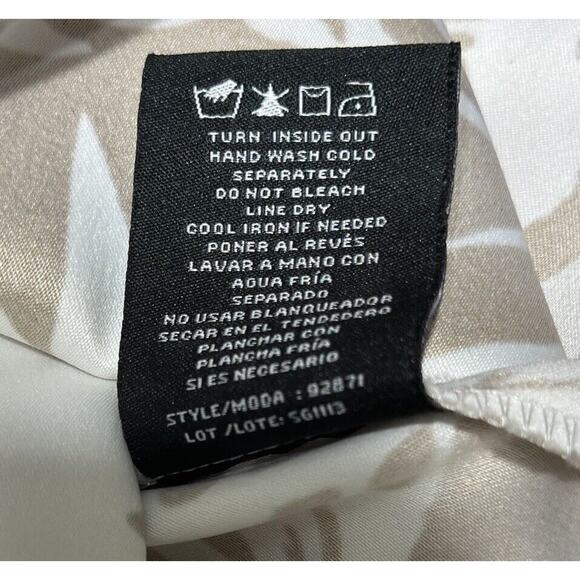 TURN INSIDE OUT
HAND WASH COLD
SEPARATELY
DO NOT BLEACH
LINE DRY
COOL IRON IF NEEDED
PONER AL REVÉS
LAVAR A MANO CON
AGUA FRÍA
SEPARADO
NO USAR BLANQUEADOR
SECAR EN EL TENDEDERO
PLANCHAR CON
PLANCHA FRÍA
SI ES NECESARIO
STYLE/MODA : 92871
LOT /LOTE: SG1113